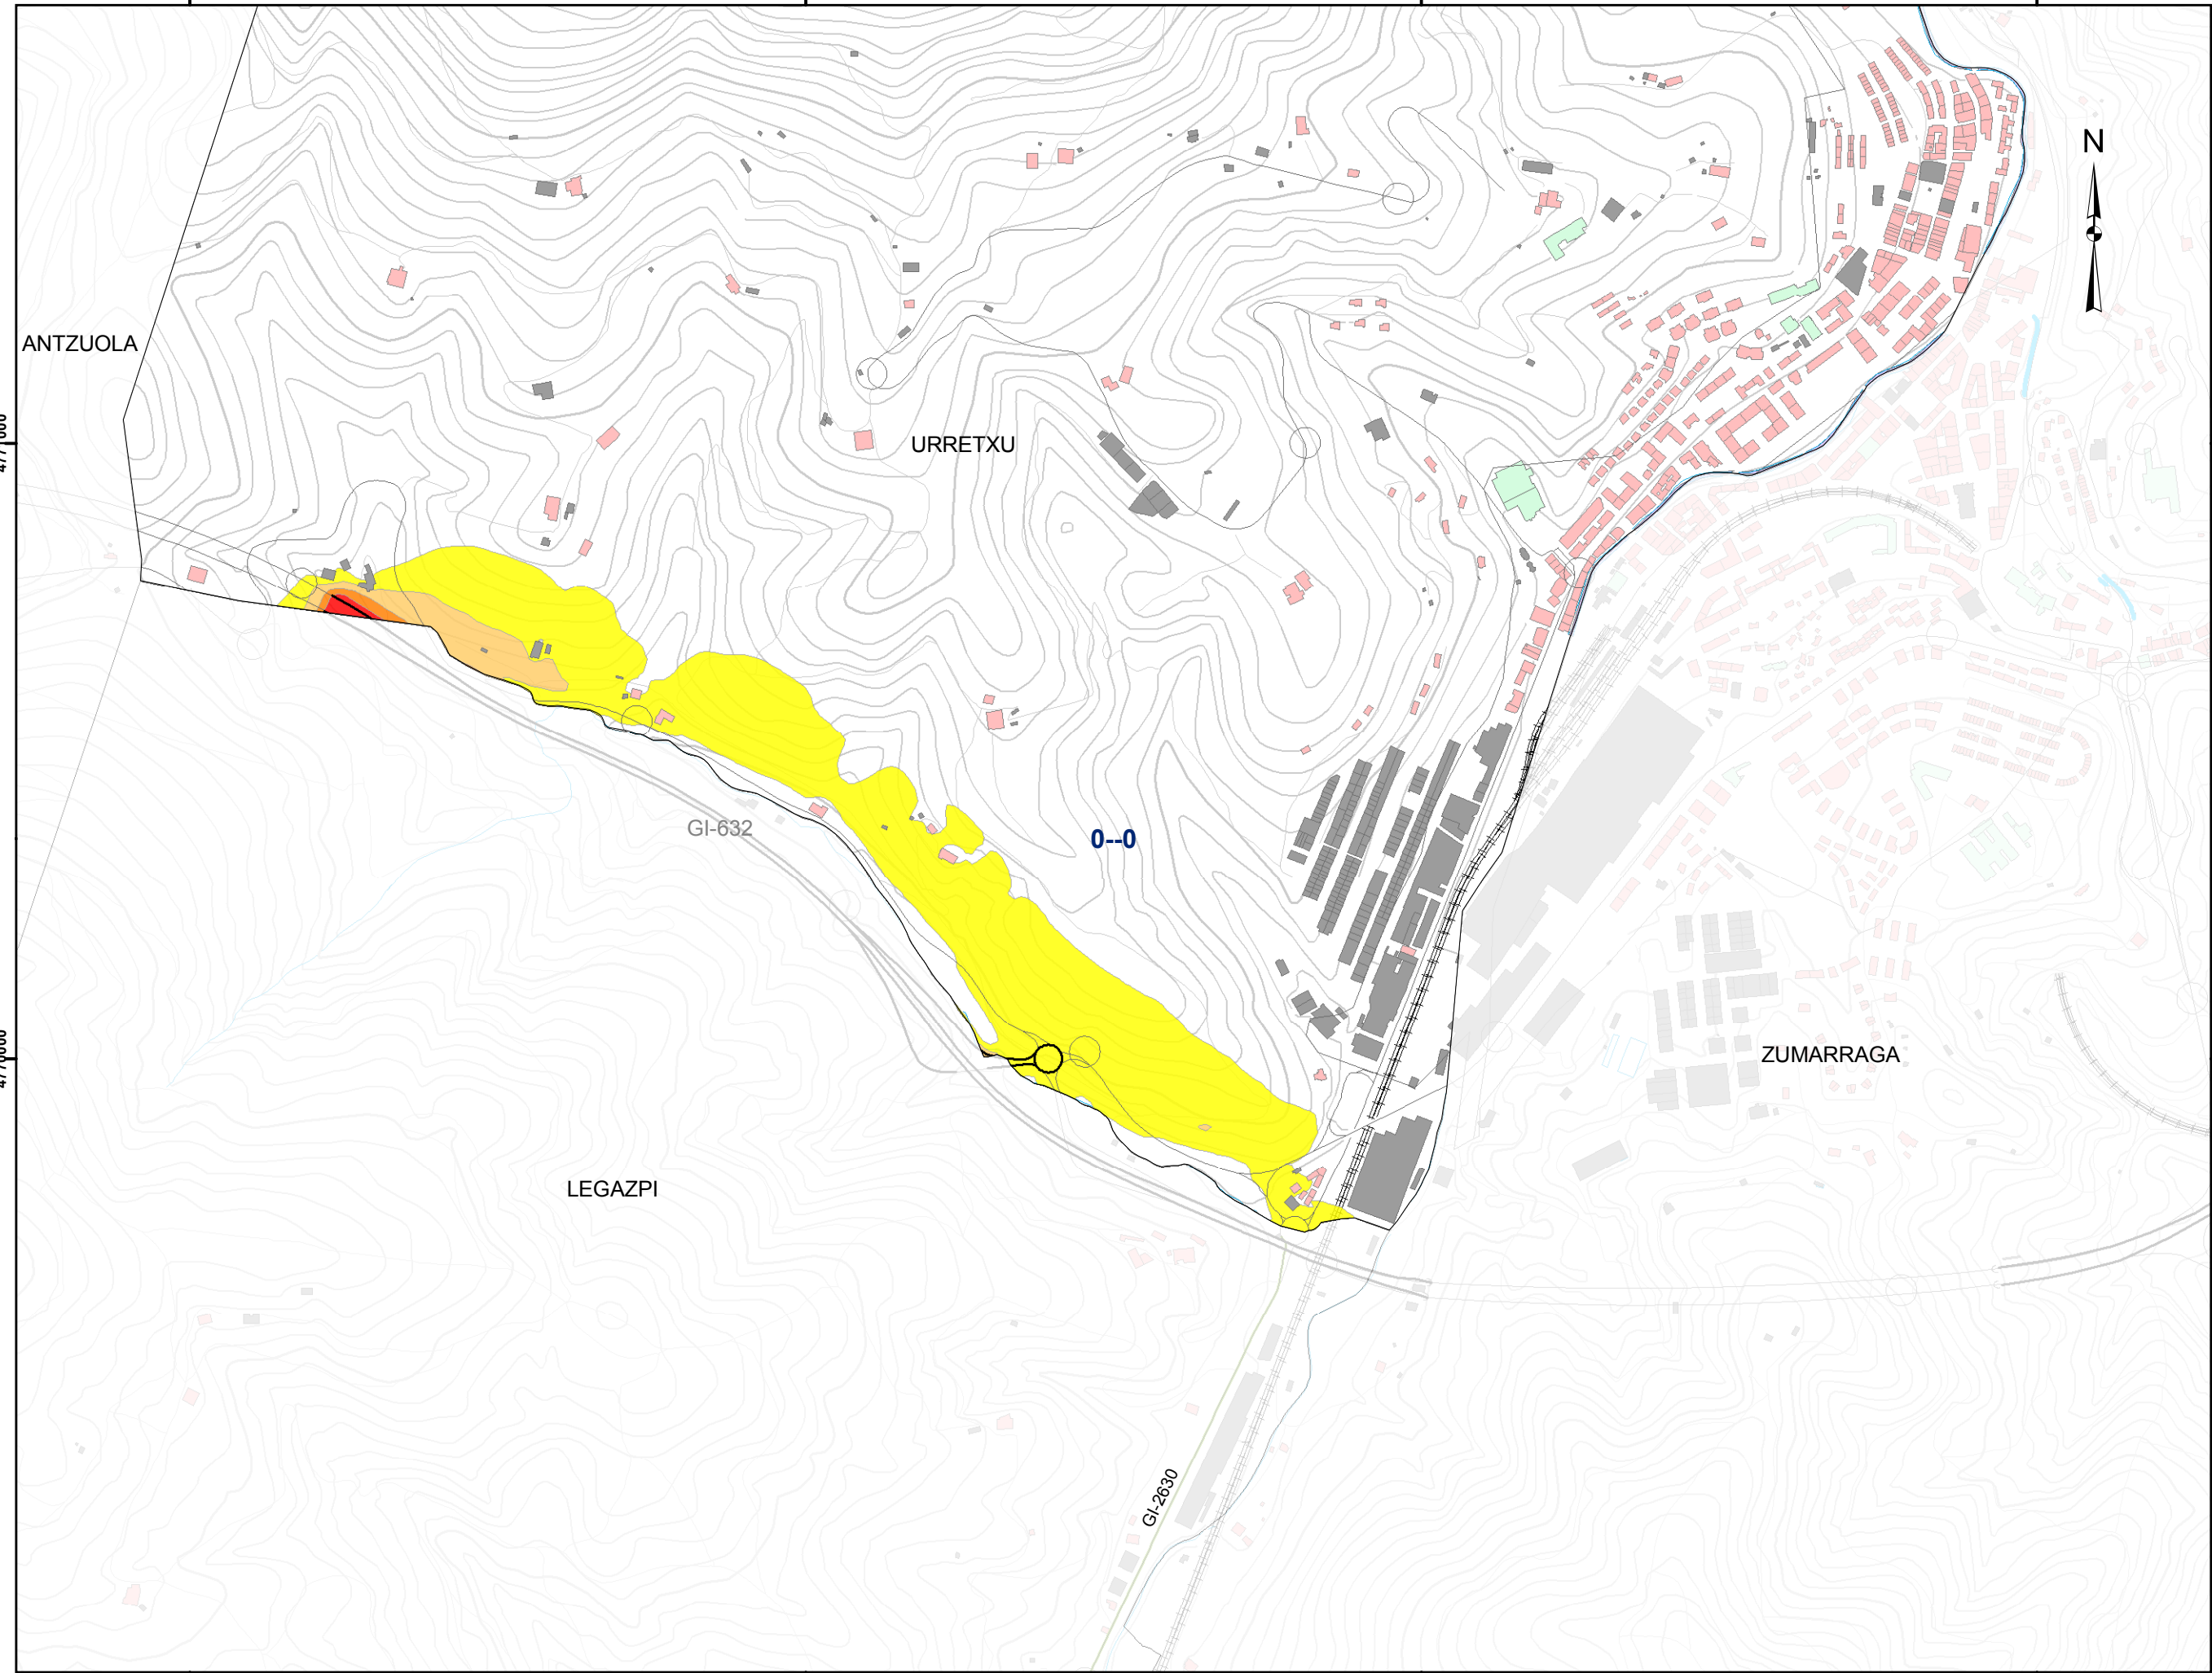 N
ANTZUOLA
URRETXU
GI-632
0--0
ZUMARRAGA
LEGAZPI
GI-2630